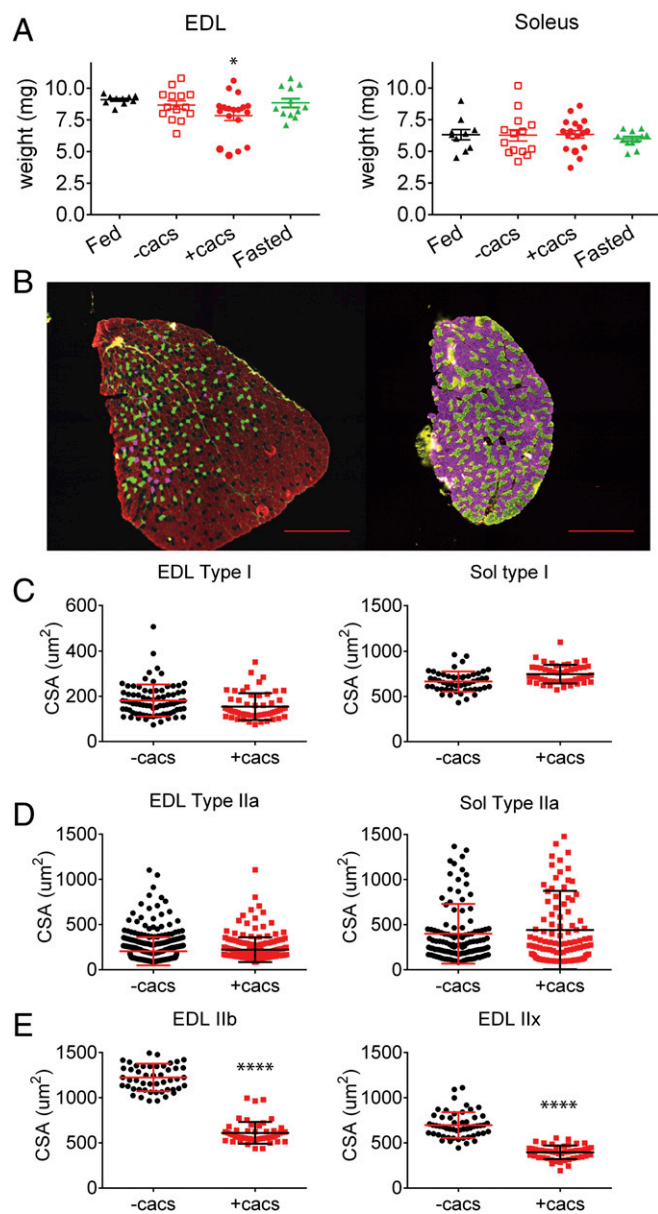 A
EDL
Soleus
*
weight (mg)
10.0
7.5
5.0
2.5
0.0
Fed
-cacs
+cacs
Fasted
weight (mg)
10.0
7.5
5.0
2.5
0.0
Fed
-cacs
+cacs
Fasted
B
C
EDL Type I
Sol type I
CSA (um²)
600
400
200
0
-cacs
+cacs
CSA (um²)
1500
1000
500
0
-cacs
+cacs
D
EDL Type IIa
Sol Type IIa
CSA (um²)
1500
1000
500
0
-cacs
+cacs
CSA (um²)
1500
1000
500
0
-cacs
+cacs
E
EDL IIb
EDL IIx
CSA (um²)
1500
1000
500
0
****
-cacs
+cacs
CSA (um²)
1500
1000
500
0
****
-cacs
+cacs